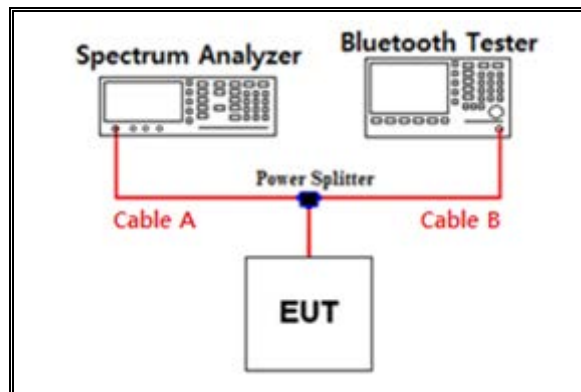 Spectrum Analyzer
Bluetooth Tester
Power Splitter
Cable A
Cable B
EUT